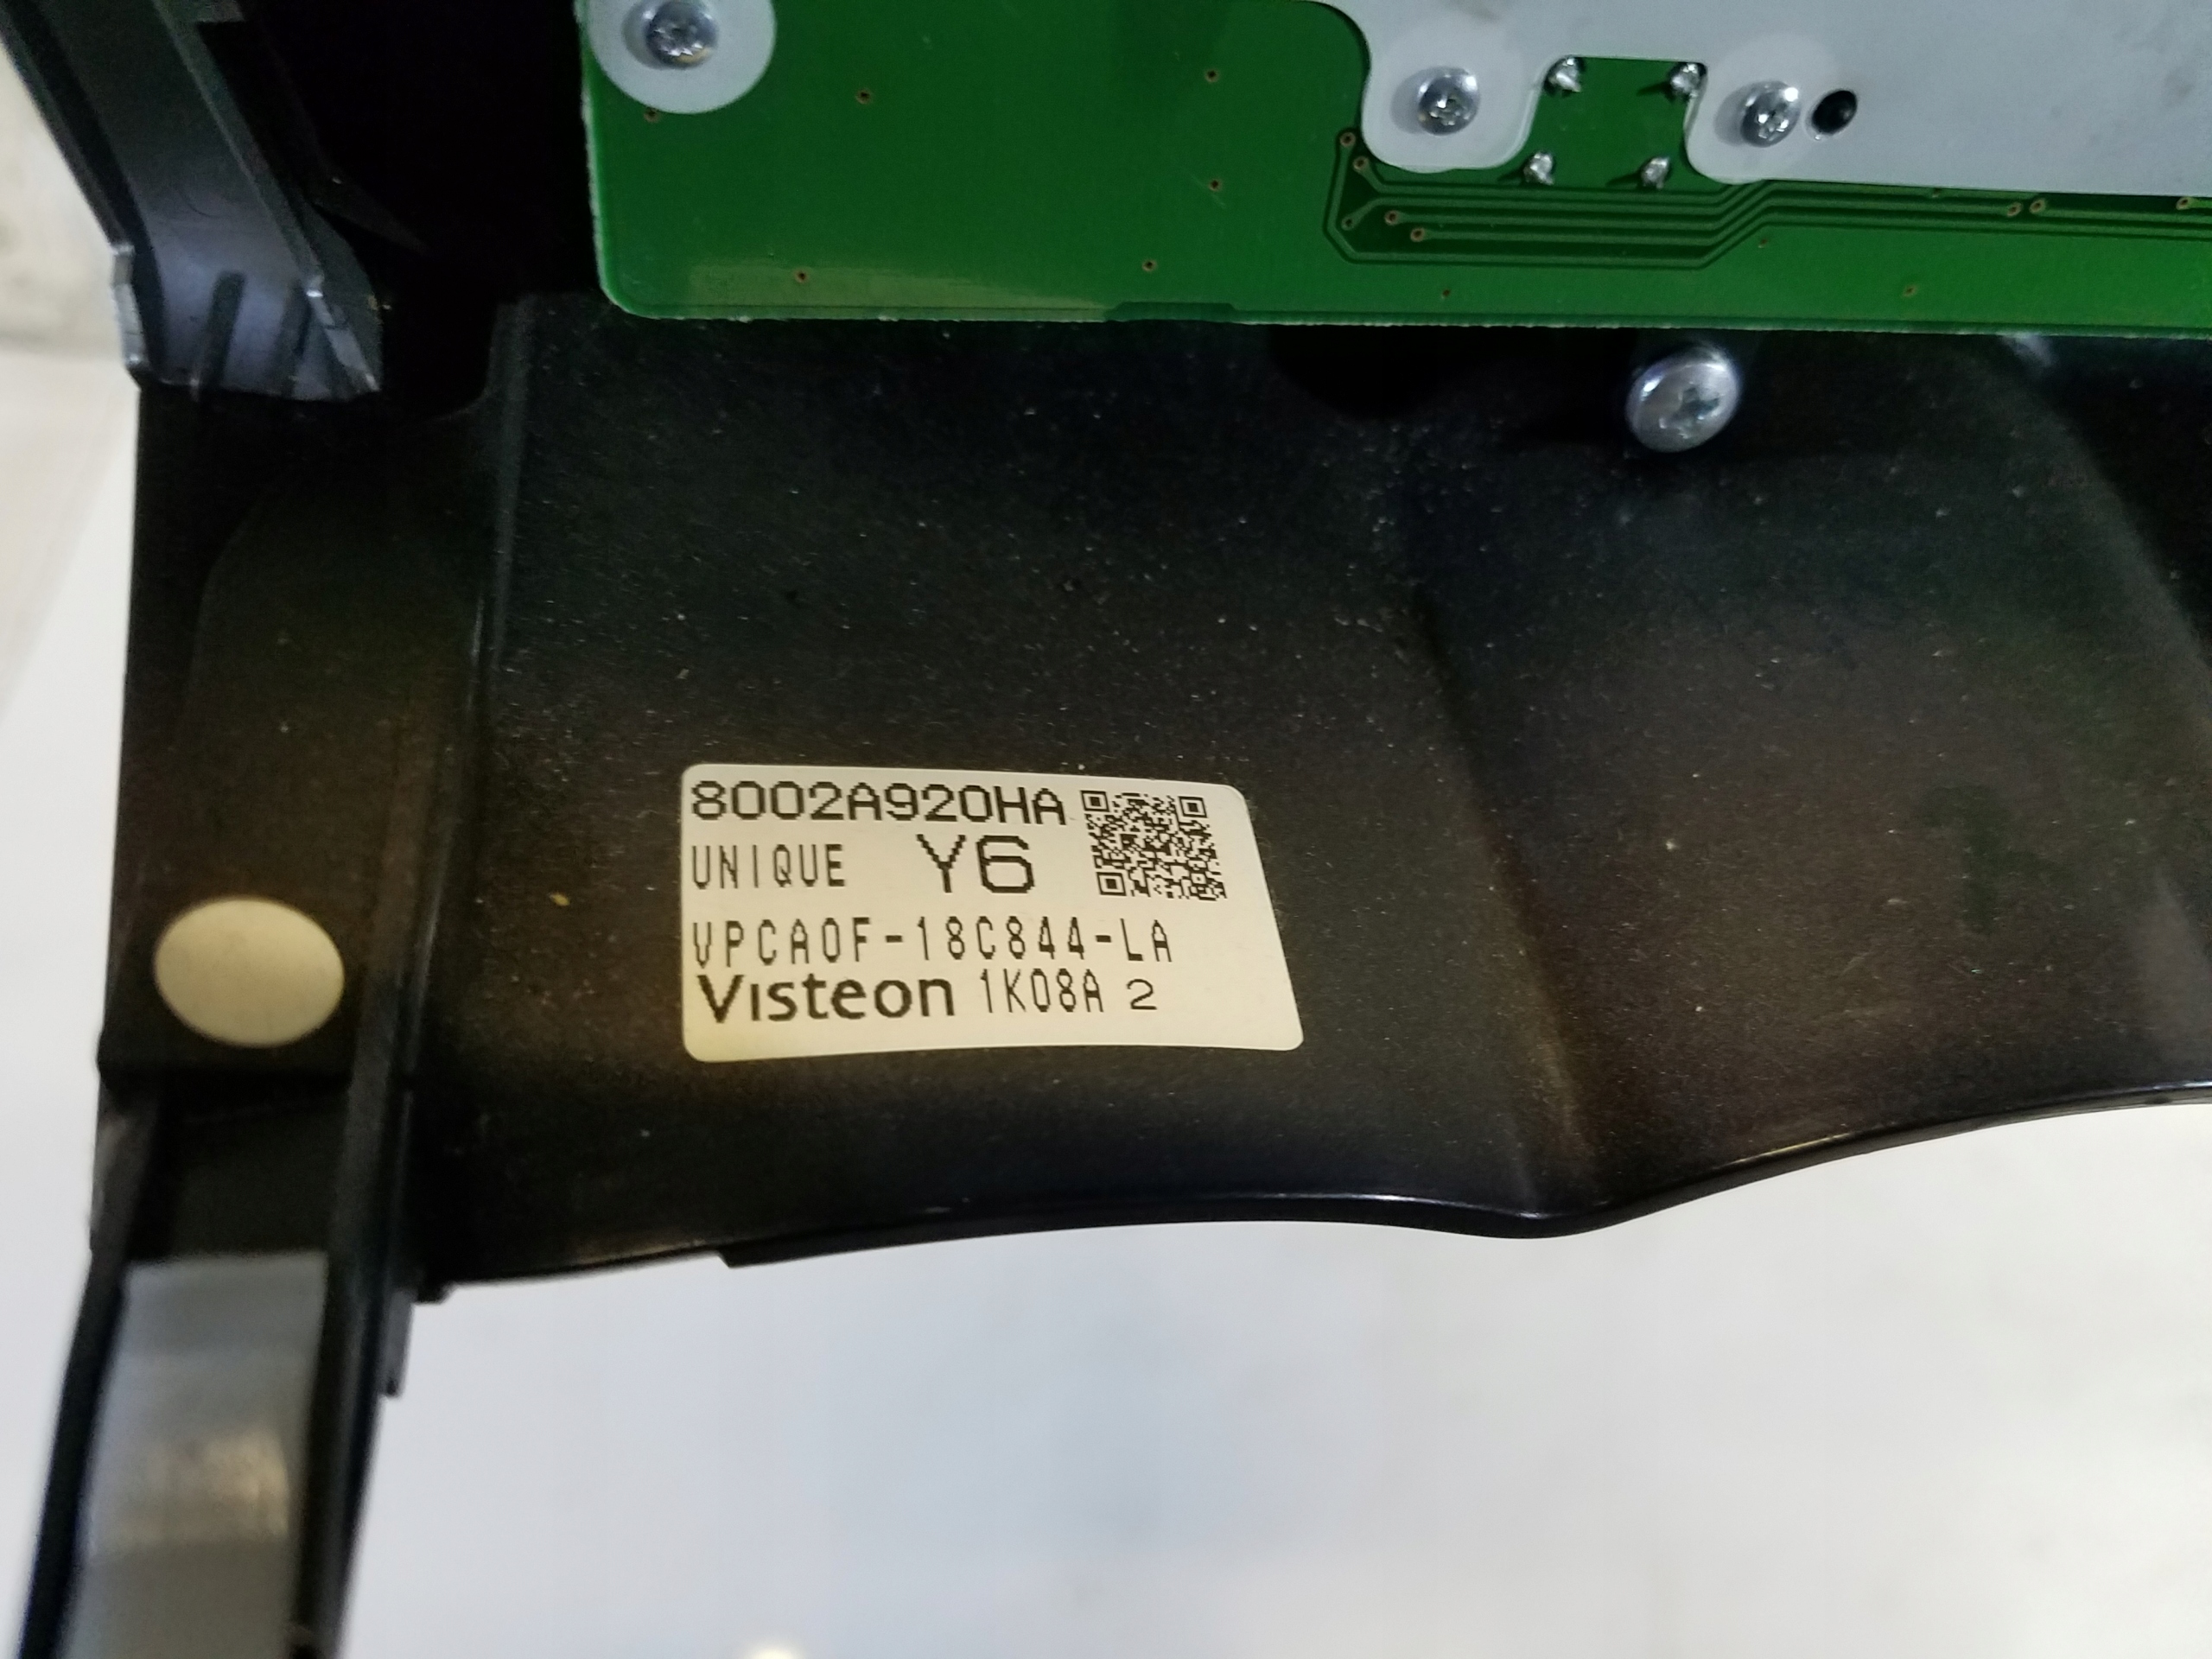 8002A920HA
UNIQUE Y6
VPCA0F-18C844-LA
Visteon 1K08A 2